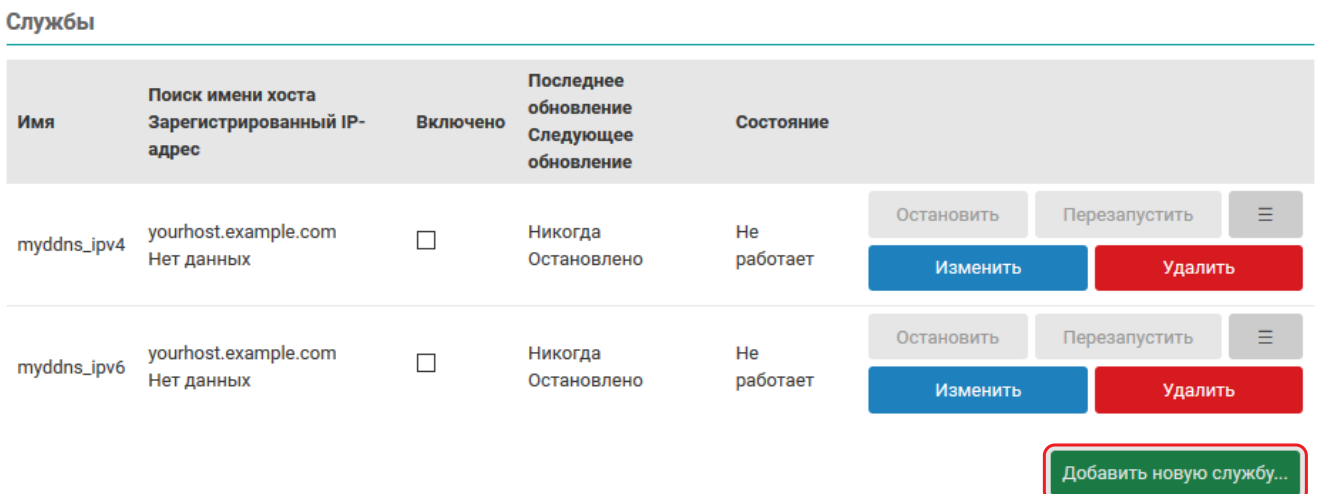 Службы
Имя
Поиск имени хоста
Зарегистрированный IP-
адрес
Включено
Последнее
обновление
Следующее
обновление
Состояние
myddns_ipv4
yourhost.example.com
Нет данных
Никогда
Остановлено
Не
работает
Остановить
Перезапустить
☰
Изменить
Удалить
myddns_ipv6
yourhost.example.com
Нет данных
Никогда
Остановлено
Не
работает
Остановить
Перезапустить
☰
Изменить
Удалить
Добавить новую службу...